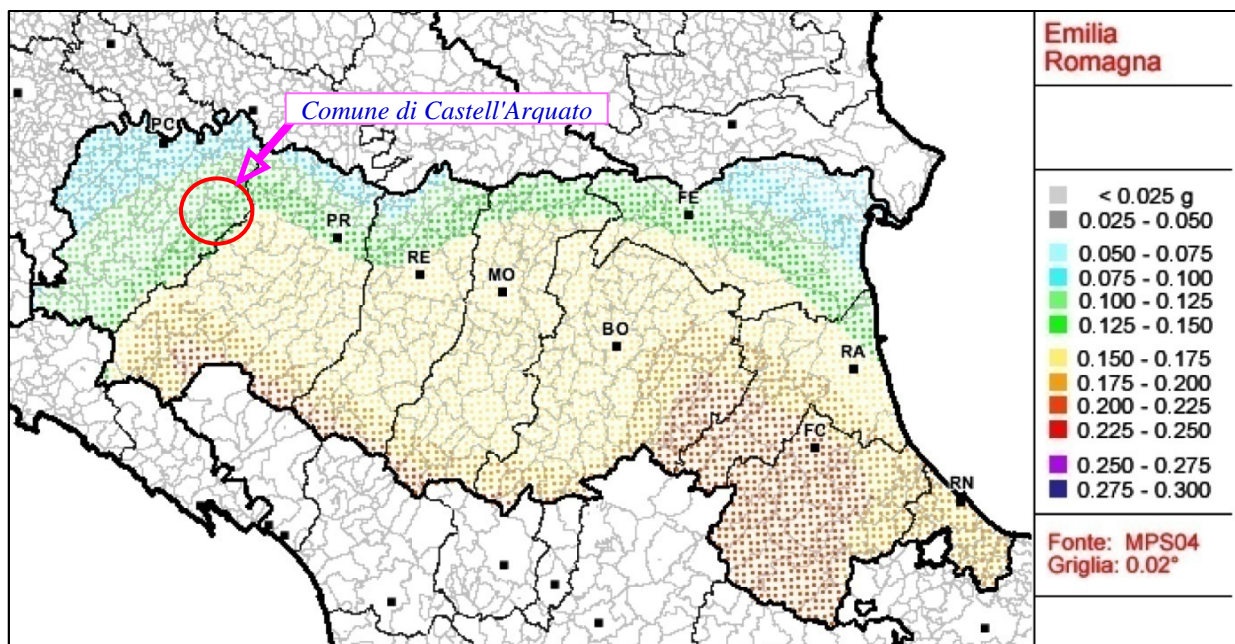 Emilia
Romagna
Comune di Castell'Arquato
PC
PR
RE
MO
BO
FE
RA
FC
RN
< 0.025 g
0.025 - 0.050
0.050 - 0.075
0.075 - 0.100
0.100 - 0.125
0.125 - 0.150
0.150 - 0.175
0.175 - 0.200
0.200 - 0.225
0.225 - 0.250
0.250 - 0.275
0.275 - 0.300
Fonte: MPS04
Griglia: 0.02°